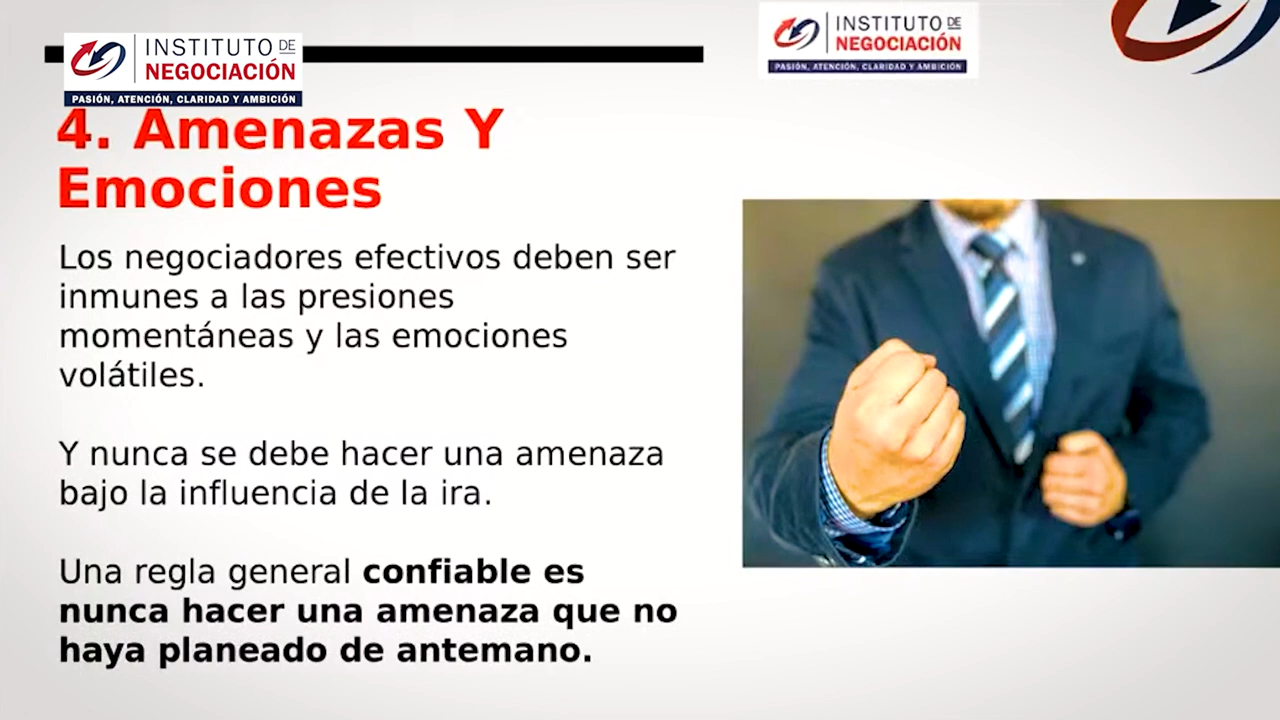 INSTITUTO DE
NEGOCIACIÓN
PASIÓN, ATENCIÓN, CLARIDAD Y AMBICIÓN
INSTITUTO DE
NEGOCIACIÓN
PASIÓN, ATENCIÓN, CLARIDAD Y AMBICIÓN
4. Amenazas Y
Emociones
Los negociadores efectivos deben ser
inmunes a las presiones
momentáneas y las emociones
volátiles.
Y nunca se debe hacer una amenaza
bajo la influencia de la ira.
Una regla general confiable es
nunca hacer una amenaza que no
haya planeado de antemano.